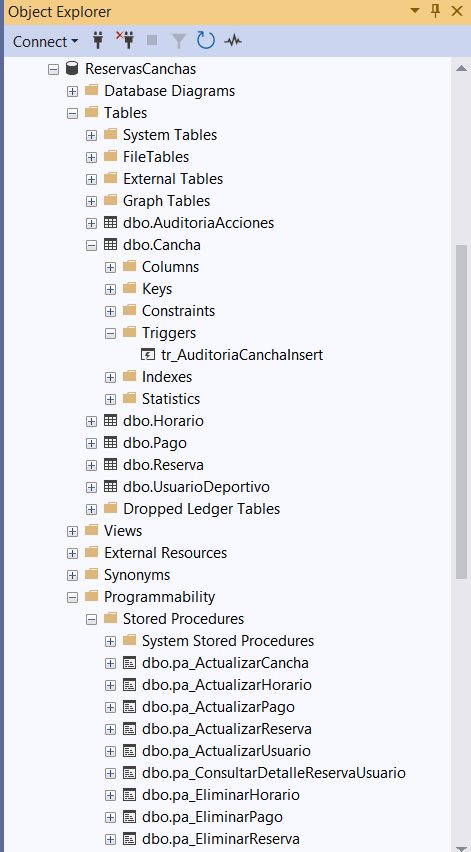 Object Explorer
Connect
ReservasCanchas
Database Diagrams
Tables
System Tables
FileTables
External Tables
Graph Tables
dbo.AuditoriaAcciones
dbo.Cancha
Columns
Keys
Constraints
Triggers
tr_AuditoriaCanchaInsert
Indexes
Statistics
dbo.Horario
dbo.Pago
dbo.Reserva
dbo.UsuarioDeportivo
Dropped Ledger Tables
Views
External Resources
Synonyms
Programmability
Stored Procedures
System Stored Procedures
dbo.pa_ActualizarCancha
dbo.pa_ActualizarHorario
dbo.pa_ActualizarPago
dbo.pa_ActualizarReserva
dbo.pa_ActualizarUsuario
dbo.pa_ConsultarDetalleReservaUsuario
dbo.pa_EliminarHorario
dbo.pa_EliminarPago
dbo.pa_EliminarReserva